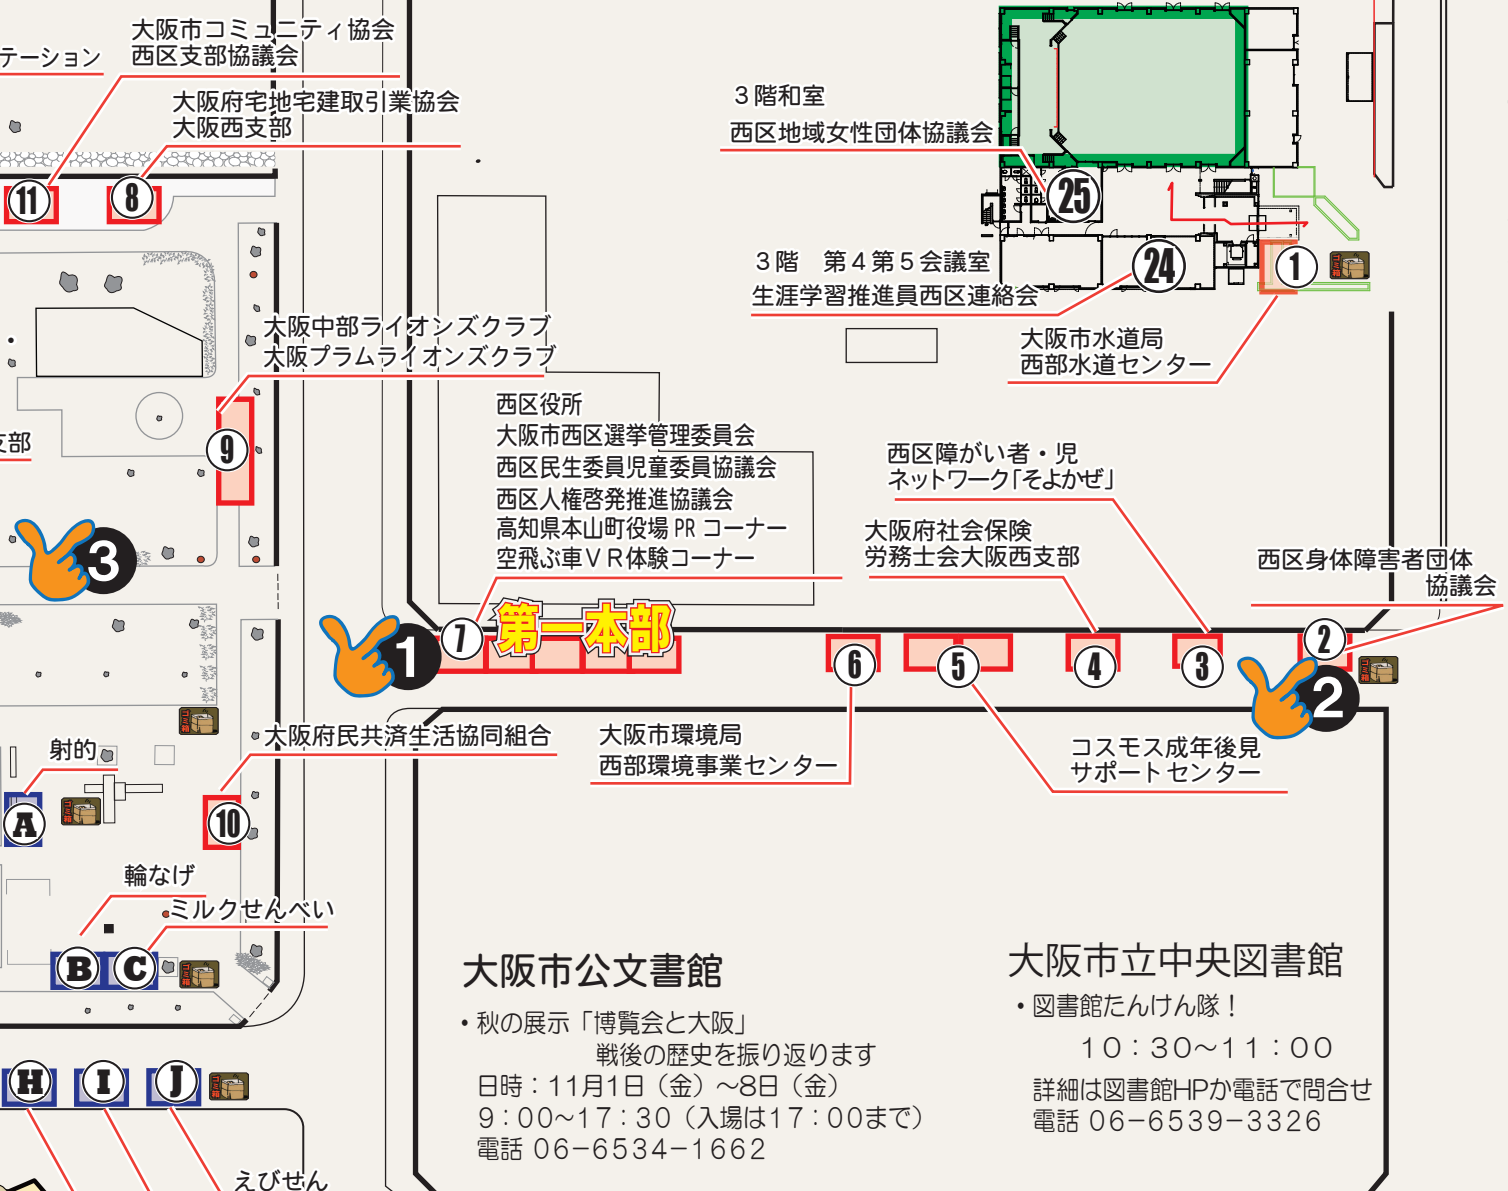 テーション
大阪市コミュニティ協会
西区支部協議会
大阪府宅地宅建取引業協会
大阪西支部
11
8
3階和室
西区地域女性団体協議会
25
3階　第4第5会議室
生涯学習推進員西区連絡会
24
1
ゴミ箱
大阪市水道局
西部水道センター
大阪中部ライオンズクラブ
大阪プラムライオンズクラブ
9
支部
西区役所
大阪市西区選挙管理委員会
西区民生委員児童委員協議会
西区人権啓発推進協議会
高知県本山町役場 PR コーナー
空飛ぶ車VR体験コーナー
西区障がい者・児
ネットワーク「そよかぜ」
大阪府社会保険
労務士会大阪西支部
西区身体障害者団体
協議会
3
1
7
第一本部
6
5
4
3
2
2
ゴミ箱
ゴミ箱
大阪府民共済生活協同組合
大阪市環境局
西部環境事業センター
コスモス成年後見
サポートセンター
射的
A
ゴミ箱
10
輪なげ
ミルクせんべい
B
C
ゴミ箱
大阪市公文書館
・秋の展示「博覧会と大阪」
戦後の歴史を振り返ります
日時：11月1日（金）～8日（金）
9：00～17：30（入場は17：00まで）
電話 06－6534－1662
大阪市立中央図書館
・図書館たんけん隊！
10：30～11：00
詳細は図書館HPか電話で問合せ
電話 06－6539－3326
H
I
J
ゴミ箱
えびせん